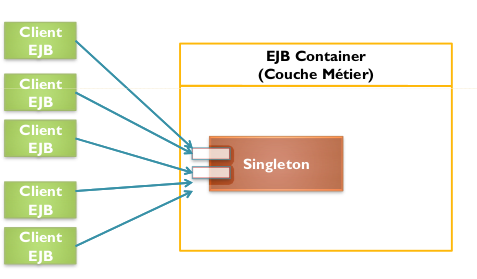 Client
EJB
Client
EJB
Client
EJB
Client
EJB
Client
EJB
EJB Container
(Couche Métier)
Singleton